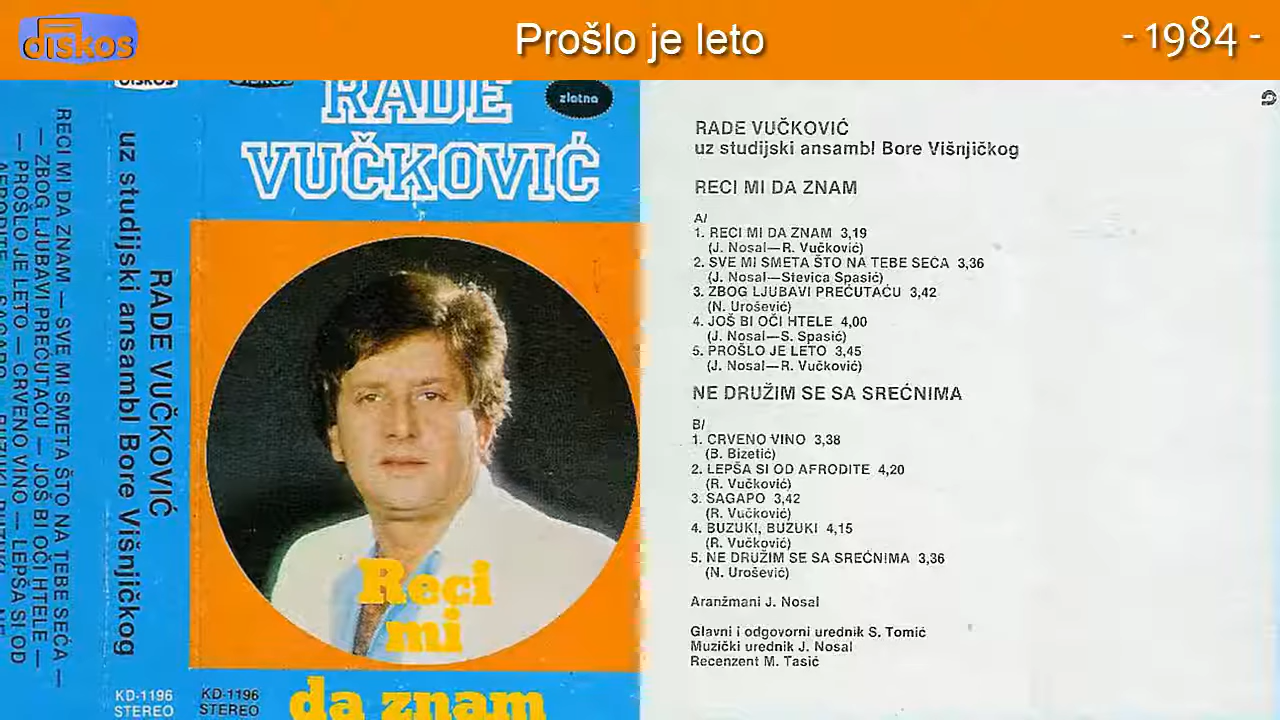 diskos
Prošlo je leto
- 1984 -
RADE
VUČKOVIĆ
zlatna
Reci
mi
da znam
KD-1196
STEREO
RADE VUČKOVIĆ
uz studijski ansambl Bore Višnjičkog
KD-1196
STEREO
RECI MI DA ZNAM — SVE MI SMETA ŠTO NA TEBE SEĆA —
— ZBOG LJUBAVI PREĆUTAĆU — JOŠ BI OČI HTELE —
— PROŠLO JE LETO — CRVENO VINO — LEPŠA SI OD
RADE VUČKOVIĆ
uz studijski ansambl Bore Višnjičkog
RECI MI DA ZNAM
A/
1. RECI MI DA ZNAM 3,19
(J. Nosal—R. Vučković)
2. SVE MI SMETA ŠTO NA TEBE SEĆA 3,36
(J. Nosal—Stevica Spasić)
3. ZBOG LJUBAVI PREĆUTAĆU 3,42
(N. Urošević)
4. JOŠ BI OČI HTELE 4,00
(J. Nosal—S. Spasić)
5. PROŠLO JE LETO 3,45
(J. Nosal—R. Vučković)
NE DRUŽIM SE SA SREĆNIMA
B/
1. CRVENO VINO 3,38
(B. Bizetić)
2. LEPŠA SI OD AFRODITE 4,20
(R. Vučković)
3. SAGAPO 3,42
(R. Vučković)
4. BUZUKI, BUZUKI 4,15
(R. Vučković)
5. NE DRUŽIM SE SA SREĆNIMA 3,36
(N. Urošević)
Aranžmani J. Nosal
Glavni i odgovorni urednik S. Tomić
Muzički urednik J. Nosal
Recenzent M. Tasić